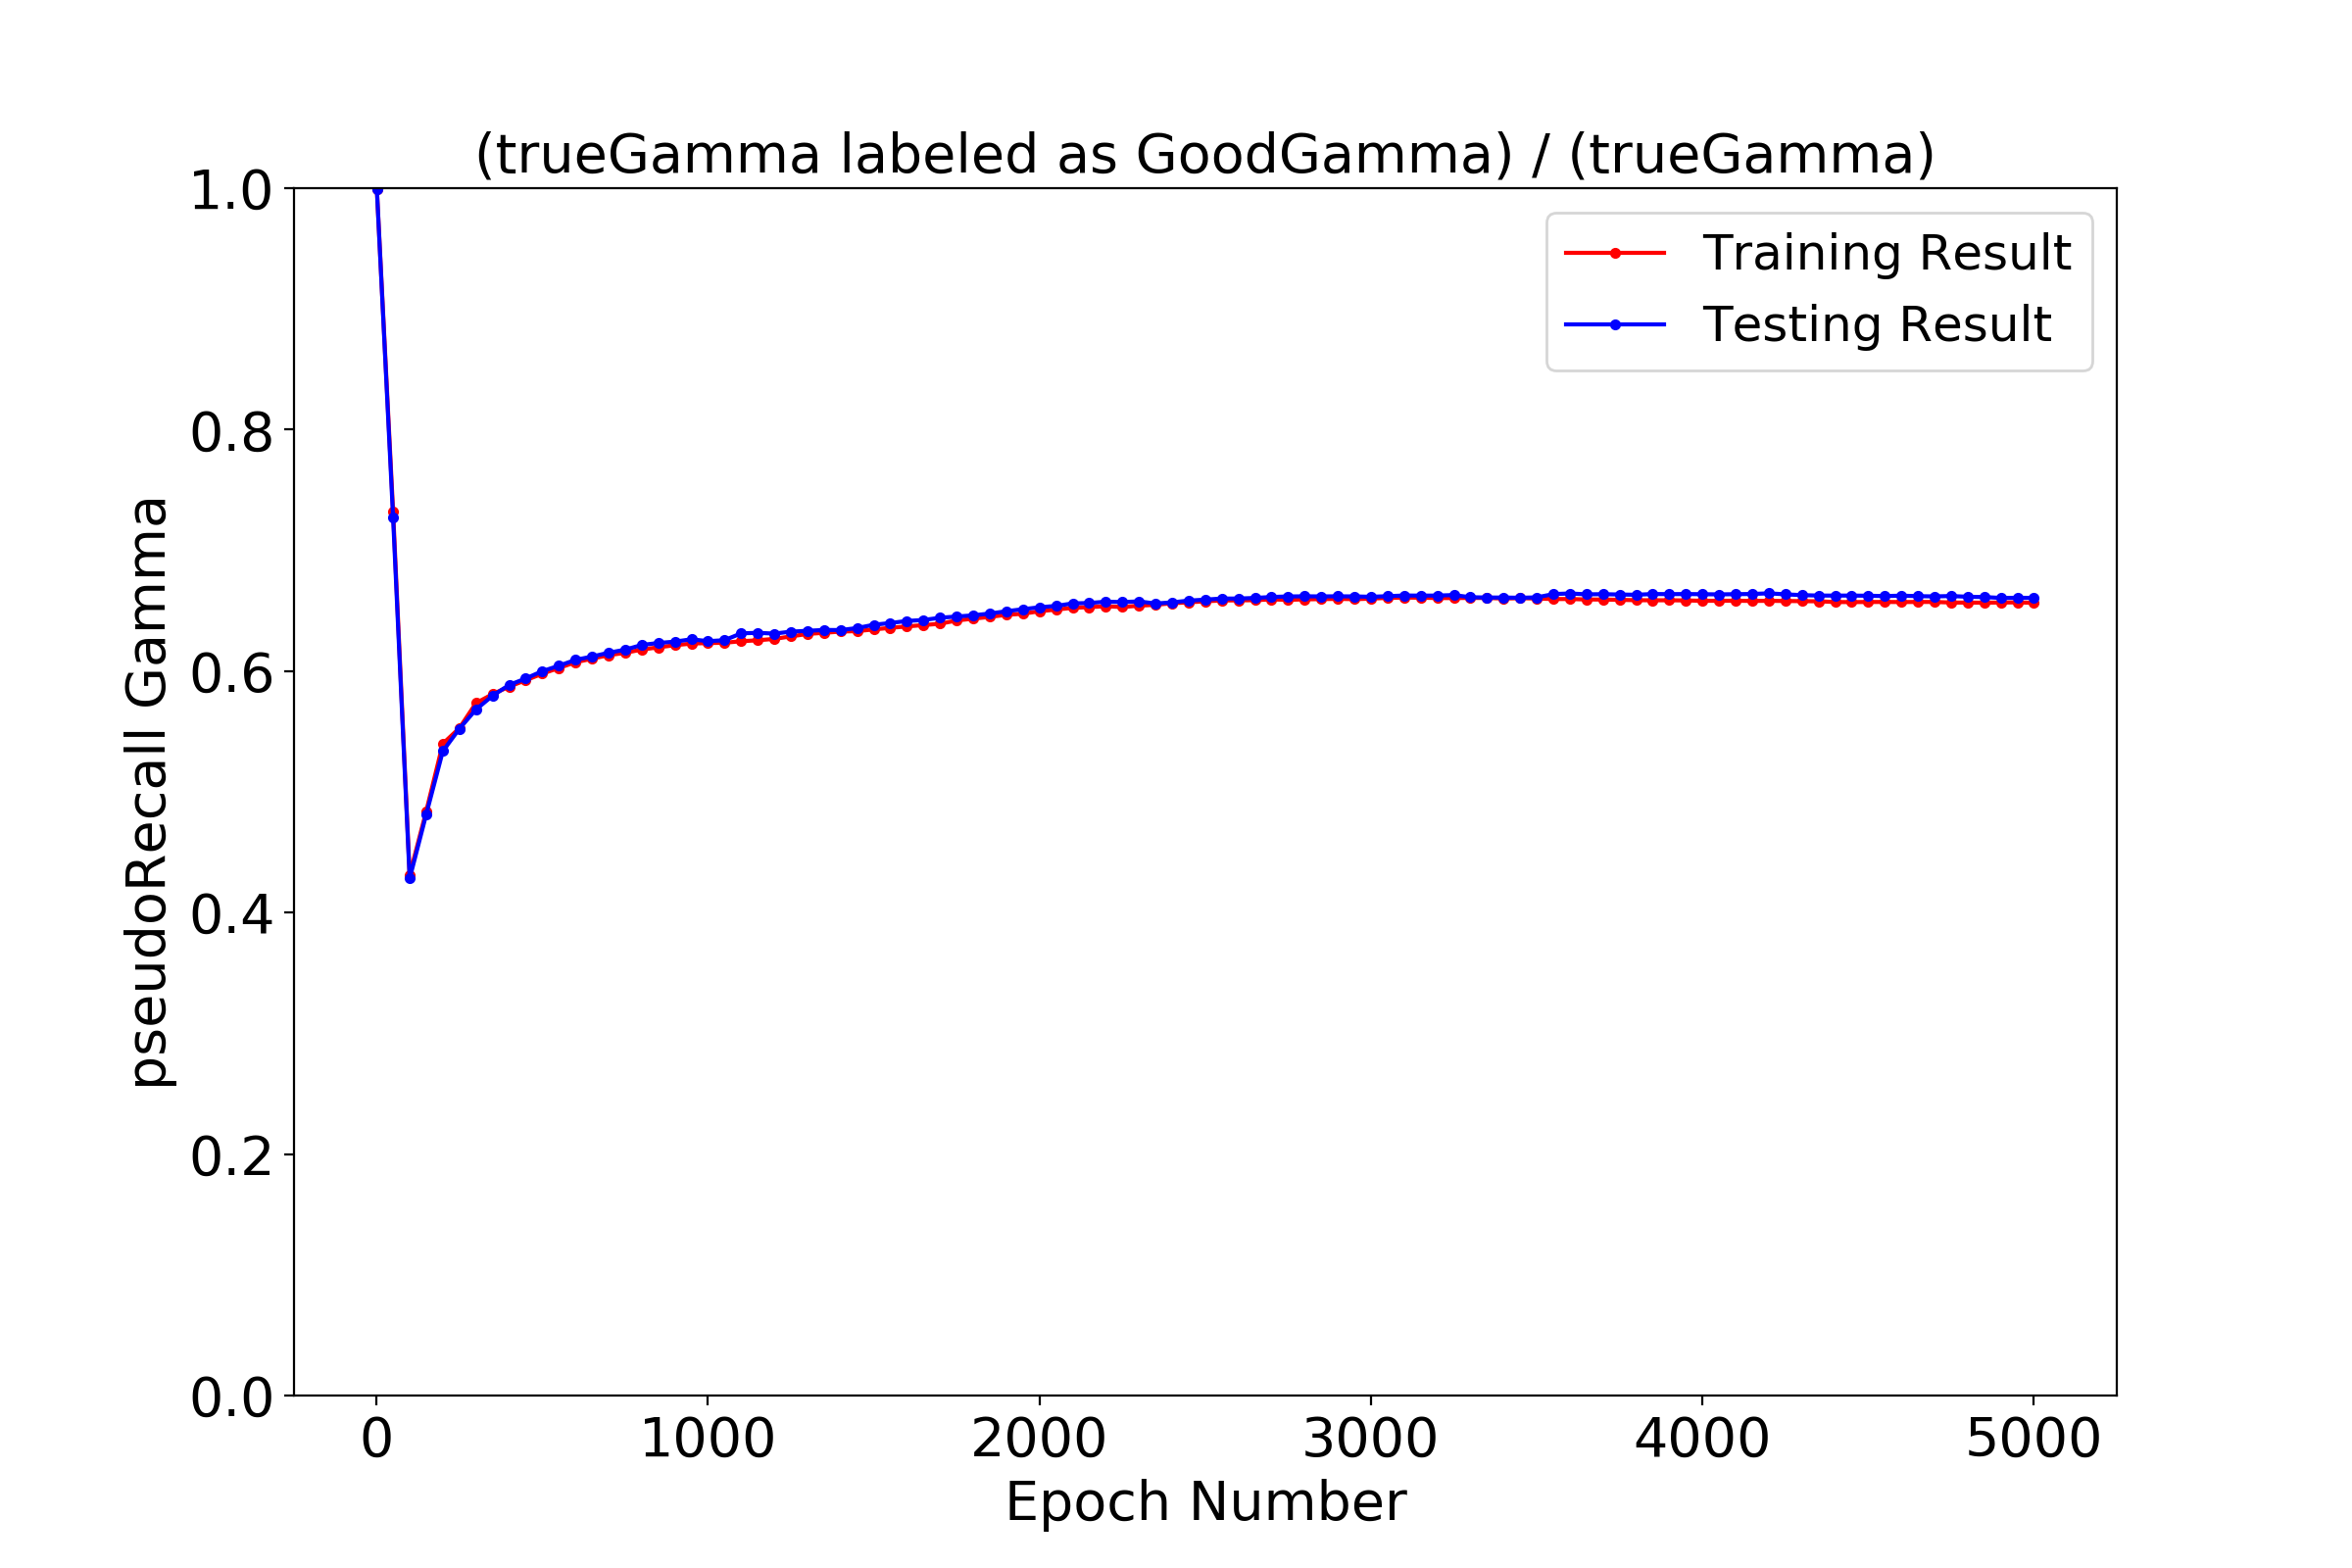 (trueGamma labeled as GoodGamma) / (trueGamma)
Training Result
Testing Result
pseudoRecall Gamma
1.0
0.8
0.6
0.4
0.2
0.0
0 1000 2000 3000 4000 5000
Epoch Number